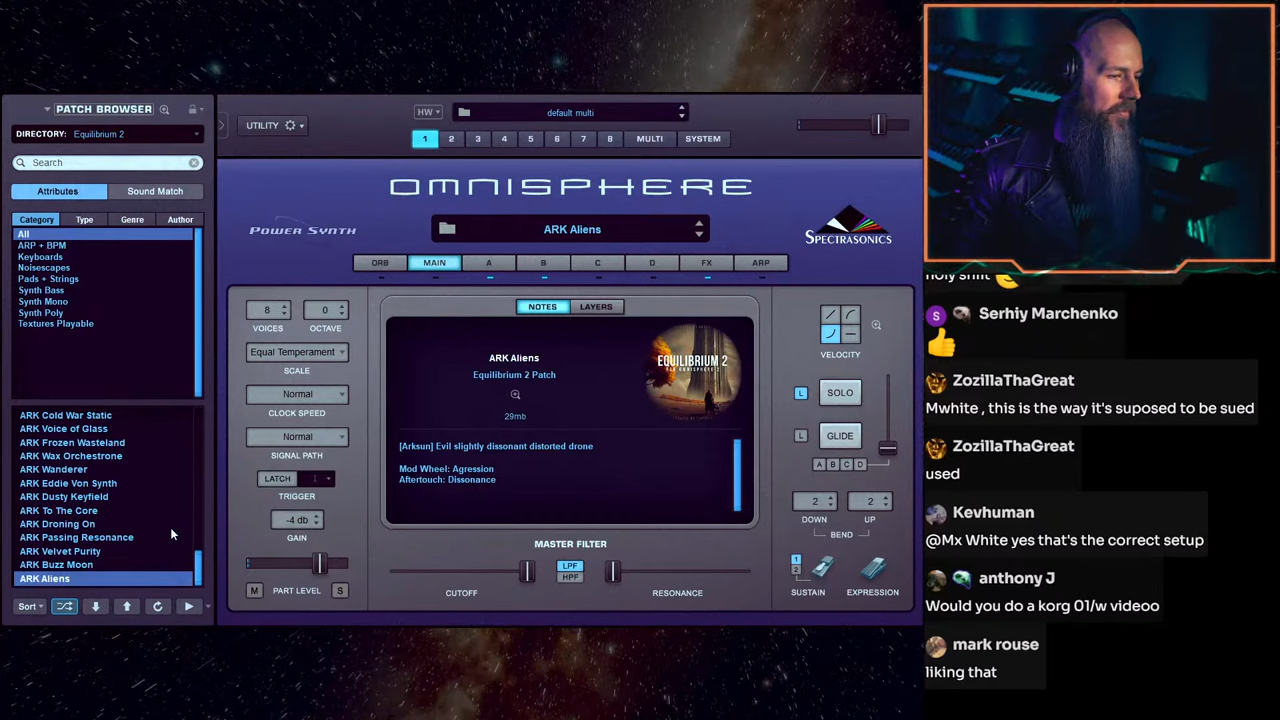 PATCH BROWSER
DIRECTORY: Equilibrium 2
Search
Attributes
Sound Match
Category
Type
Genre
Author
All
ARP + BPM
Keyboards
Noisescapes
Pads + Strings
Synth Bass
Synth Mono
Synth Poly
Textures Playable
ARK Cold War Static
ARK Voice of Glass
ARK Frozen Wasteland
ARK Wax Orchestrone
ARK Wanderer
ARK Eddie Von Synth
ARK Dusty Keyfield
ARK To The Core
ARK Droning On
ARK Passing Resonance
ARK Velvet Purity
ARK Buzz Moon
ARK Aliens
Sort
UTILITY
HW
default multi
1 2 3 4 5 6 7 8 MULTI SYSTEM
OMNISPHERE
POWER SYNTH
ARK Aliens
SPECTRASONICS
ORB MAIN A B C D FX ARP
8
0
VOICES
OCTAVE
Equal Temperament
SCALE
Normal
CLOCK SPEED
Normal
SIGNAL PATH
LATCH 1
TRIGGER
-4 db
GAIN
M PART LEVEL S
NOTES
LAYERS
ARK Aliens
Equilibrium 2 Patch
29mb
EQUILIBRIUM 2
FOR OMNISPHERE 2
[Arksun] Evil slightly dissonant distorted drone
Mod Wheel: Agression
Aftertouch: Dissonance
MASTER FILTER
LPF
HPF
CUTOFF
RESONANCE
VELOCITY
L SOLO
L GLIDE
A B C D
2
2
DOWN
UP
BEND
1
2
SUSTAIN
EXPRESSION
holy shift
S
Serhiy Marchenko
ZozillaThaGreat
Mwhite , this is the way it's suposed to be sued
ZozillaThaGreat
used
Kevhuman
@Mx White yes that's the correct setup
anthony J
Would you do a korg 01/w videoo
mark rouse
liking that